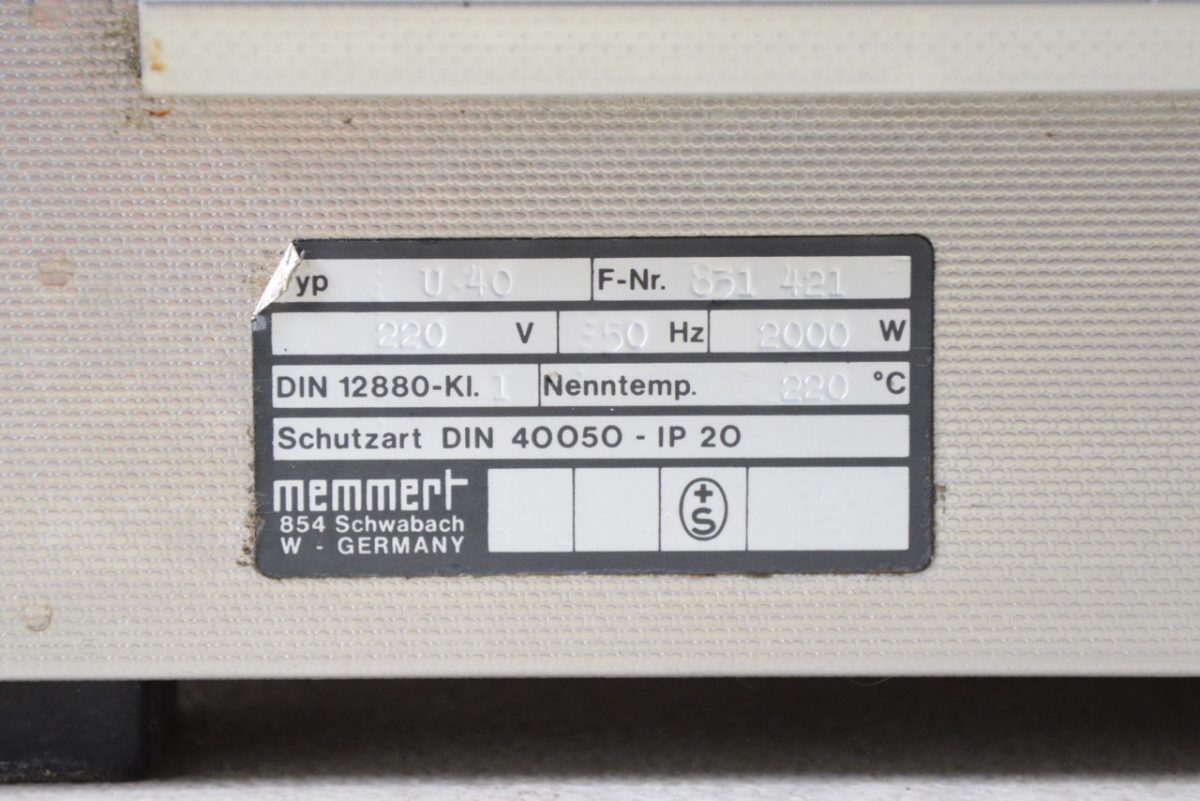 Typ U 40 F-Nr. 831 421
220 V 50 Hz 2000 W
DIN 12880-Kl. 1 Nenntemp. 220 °C
Schutzart DIN 40050 - IP 20
memmert
854 Schwabach
W - GERMANY
+
S